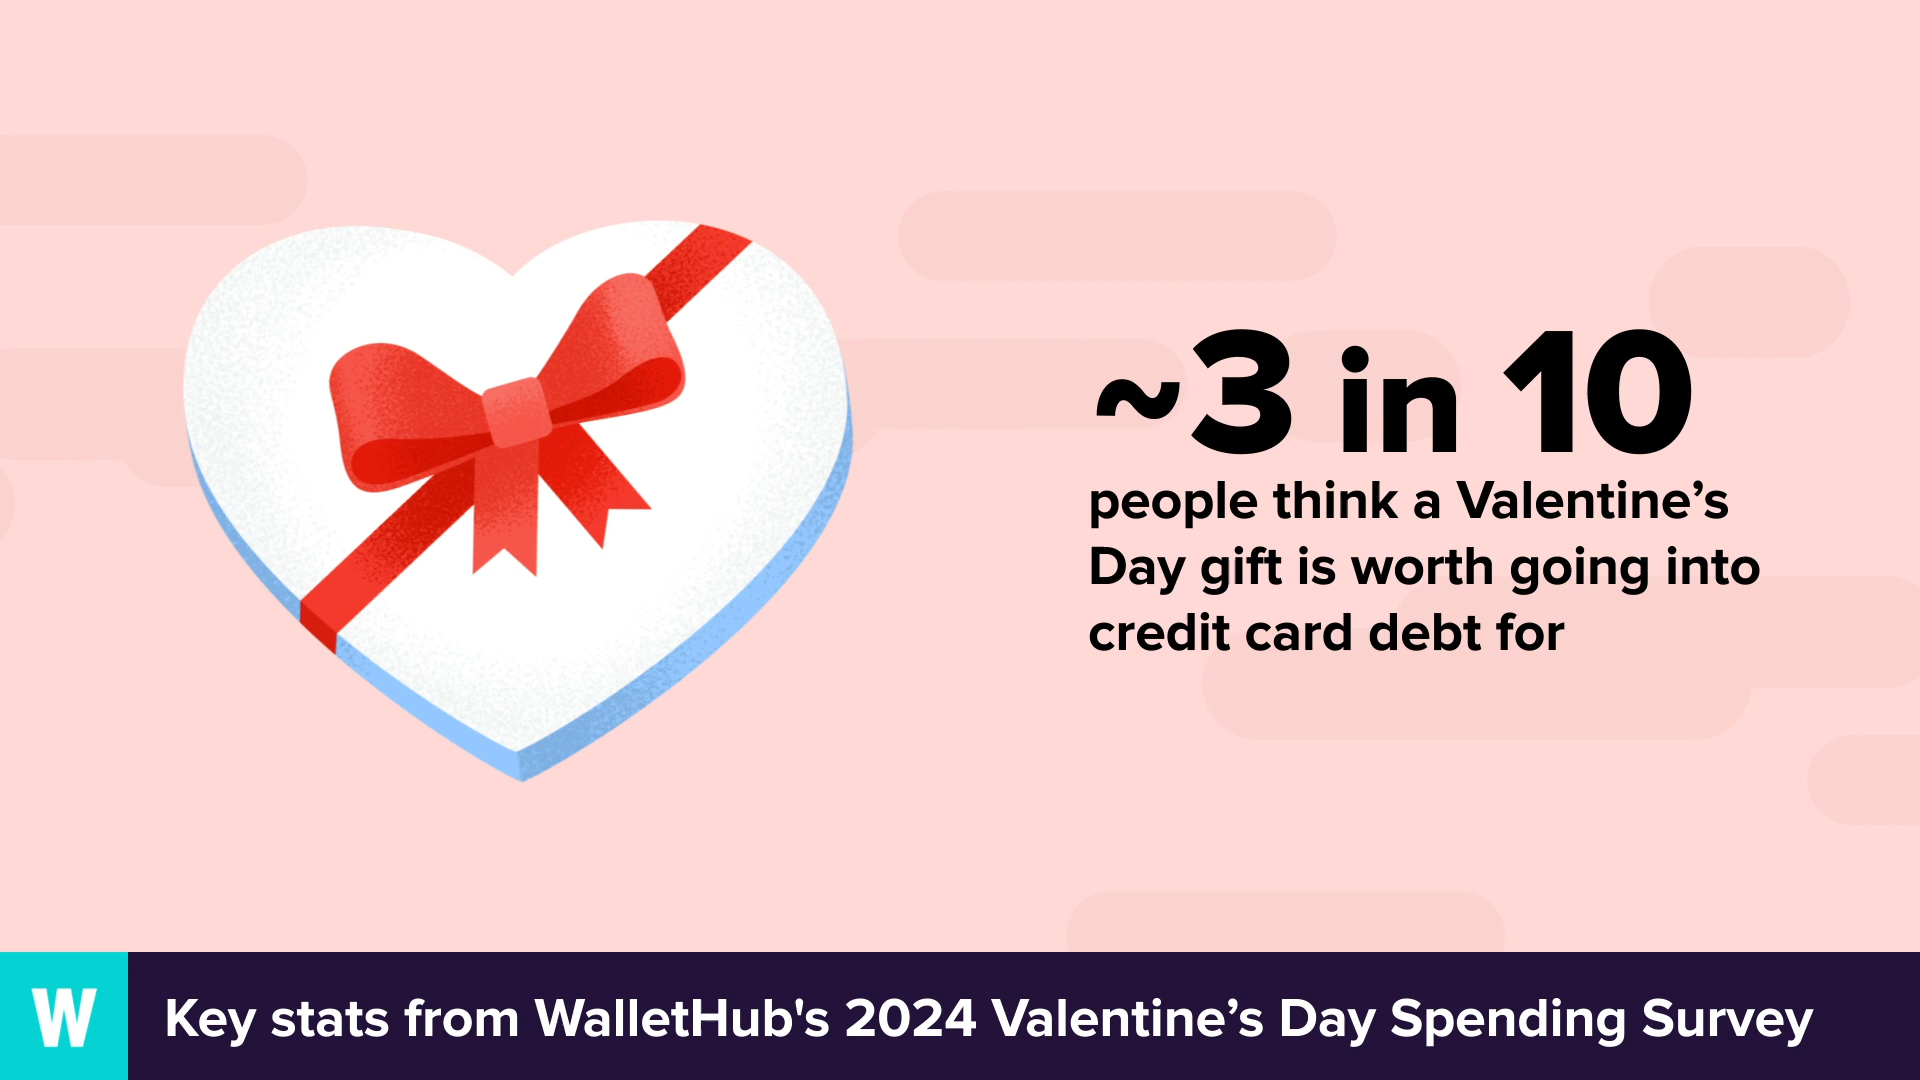 ~3 in 10
people think a Valentine’s
Day gift is worth going into
credit card debt for
W
Key stats from WalletHub's 2024 Valentine’s Day Spending Survey